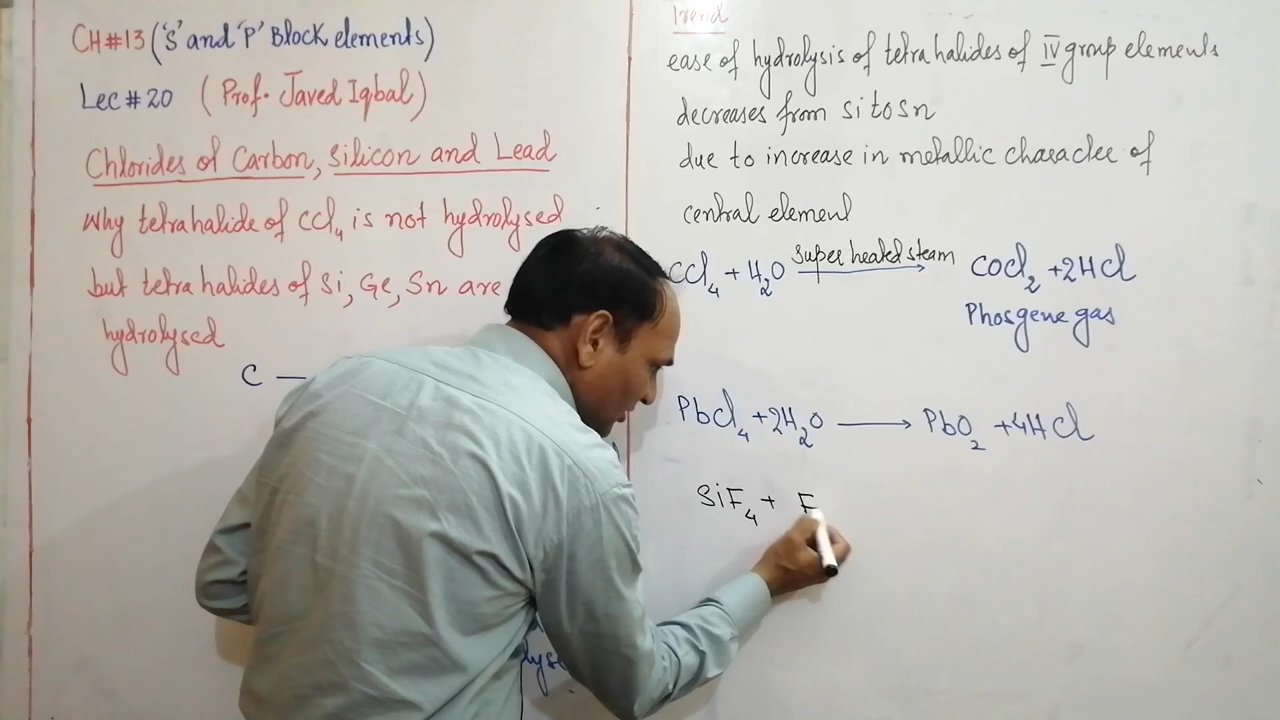 CH#13 ('S' and 'P' Block elements)
Lec # 20 ( Prof. Javed Iqbal )
Chlorides of Carbon, Silicon and Lead
Why tetrahalide of CCl₄ is not hydrolysed
but tetra halides of Si, Ge, Sn are
hydrolysed
C —
lyse
Trend
ease of hydrolysis of tetra halides of IV group elements
decreases from Si to Sn
due to increase in metallic character of
central element
CCl₄ + H₂O Super heated steam → COCl₂ + 2HCl
Phosgene gas
PbCl₄ + 2H₂O → PbO₂ + 4HCl
SiF₄ + F